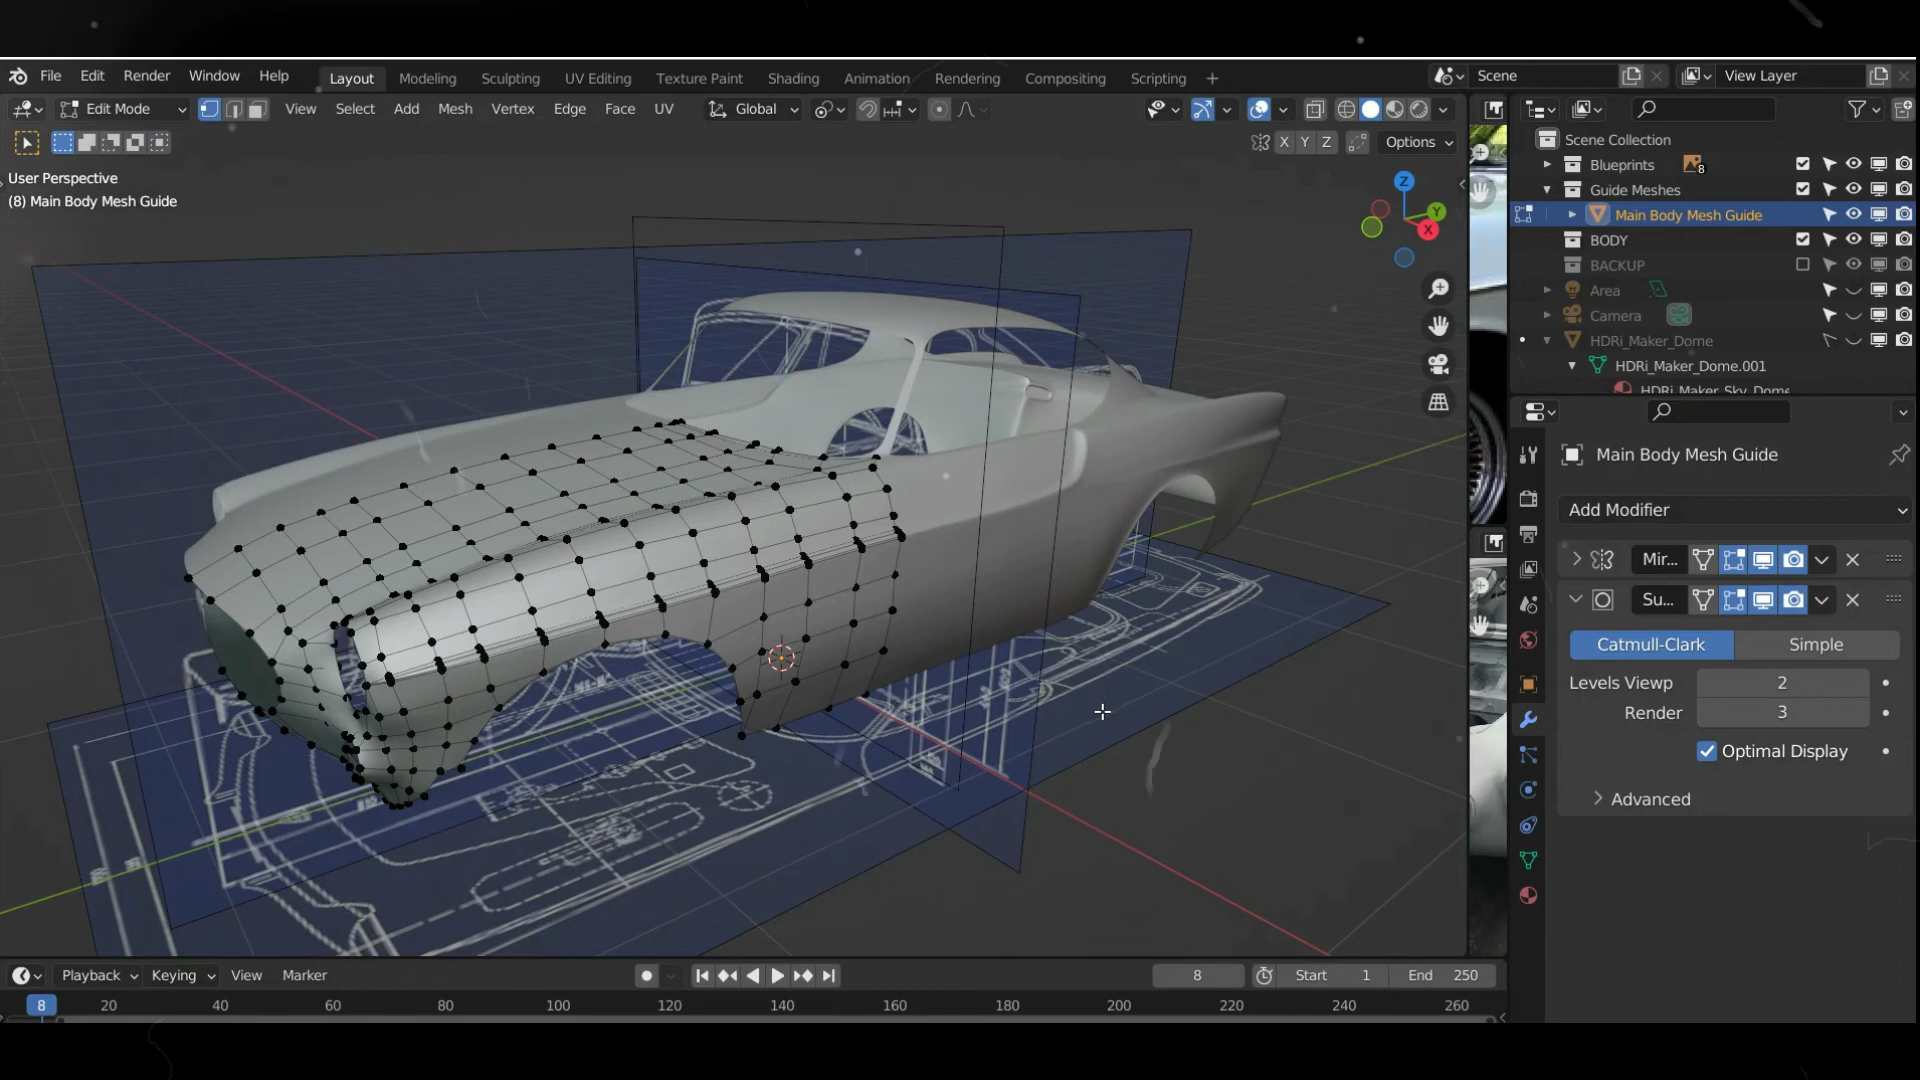 File Edit Render Window Help Layout Modeling Sculpting UV Editing Texture Paint Shading Animation Rendering Compositing Scripting + Scene View Layer
Edit Mode View Select Add Mesh Vertex Edge Face UV Global
X Y Z Options
User Perspective
(8) Main Body Mesh Guide
Z
Y
X
Scene Collection
Blueprints 8
Guide Meshes
Main Body Mesh Guide
BODY
BACKUP
Area
Camera
HDRi_Maker_Dome
HDRi_Maker_Dome.001
HDRi_Maker_Sky_Dome
Main Body Mesh Guide
Add Modifier
Mir...
Su...
Catmull-Clark Simple
Levels Viewp 2
Render 3
Optimal Display
Advanced
Playback Keying View Marker 8 Start 1 End 250
8 20 40 60 80 100 120 140 160 180 200 220 240 260